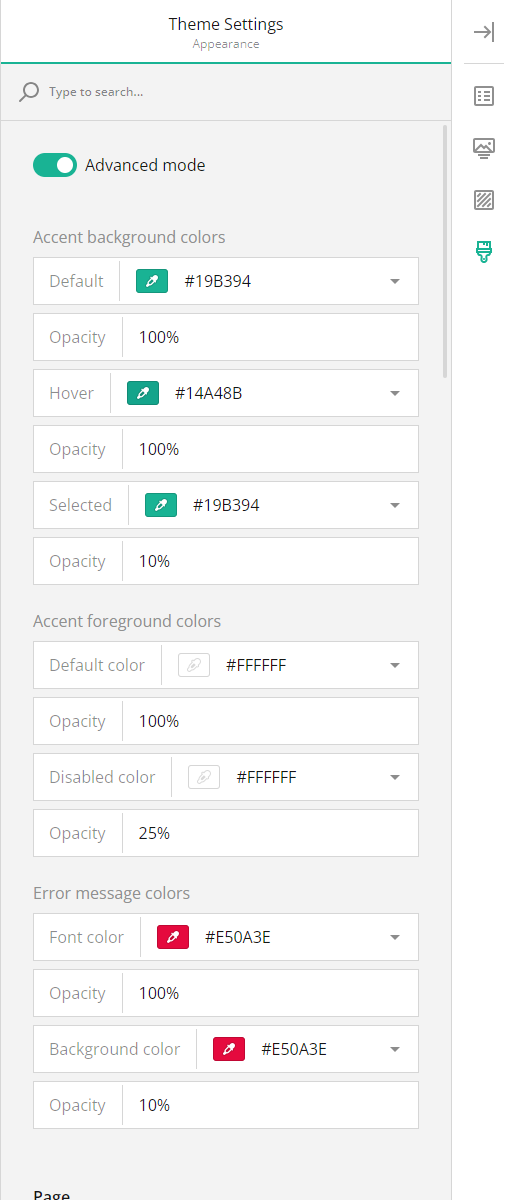 Theme Settings
Appearance
Type to search...
Advanced mode
Accent background colors
Default #19B394
Opacity 100%
Hover #14A48B
Opacity 100%
Selected #19B394
Opacity 10%
Accent foreground colors
Default color #FFFFFF
Opacity 100%
Disabled color #FFFFFF
Opacity 25%
Error message colors
Font color #E50A3E
Opacity 100%
Background color #E50A3E
Opacity 10%
Page